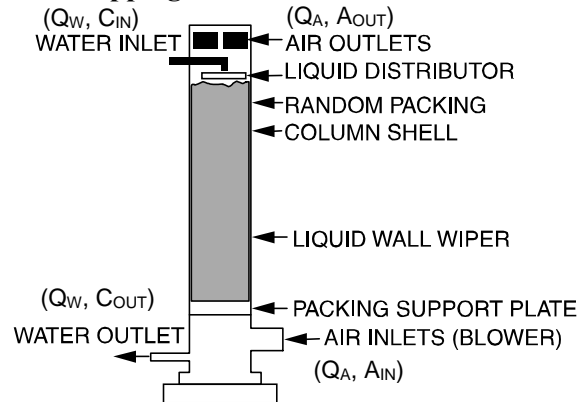 (QW, CIN)
WATER INLET
(QA, AOUT)
AIR OUTLETS
LIQUID DISTRIBUTOR
RANDOM PACKING
COLUMN SHELL
LIQUID WALL WIPER
(QW, COUT)
WATER OUTLET
PACKING SUPPORT PLATE
AIR INLETS (BLOWER)
(QA, AIN)